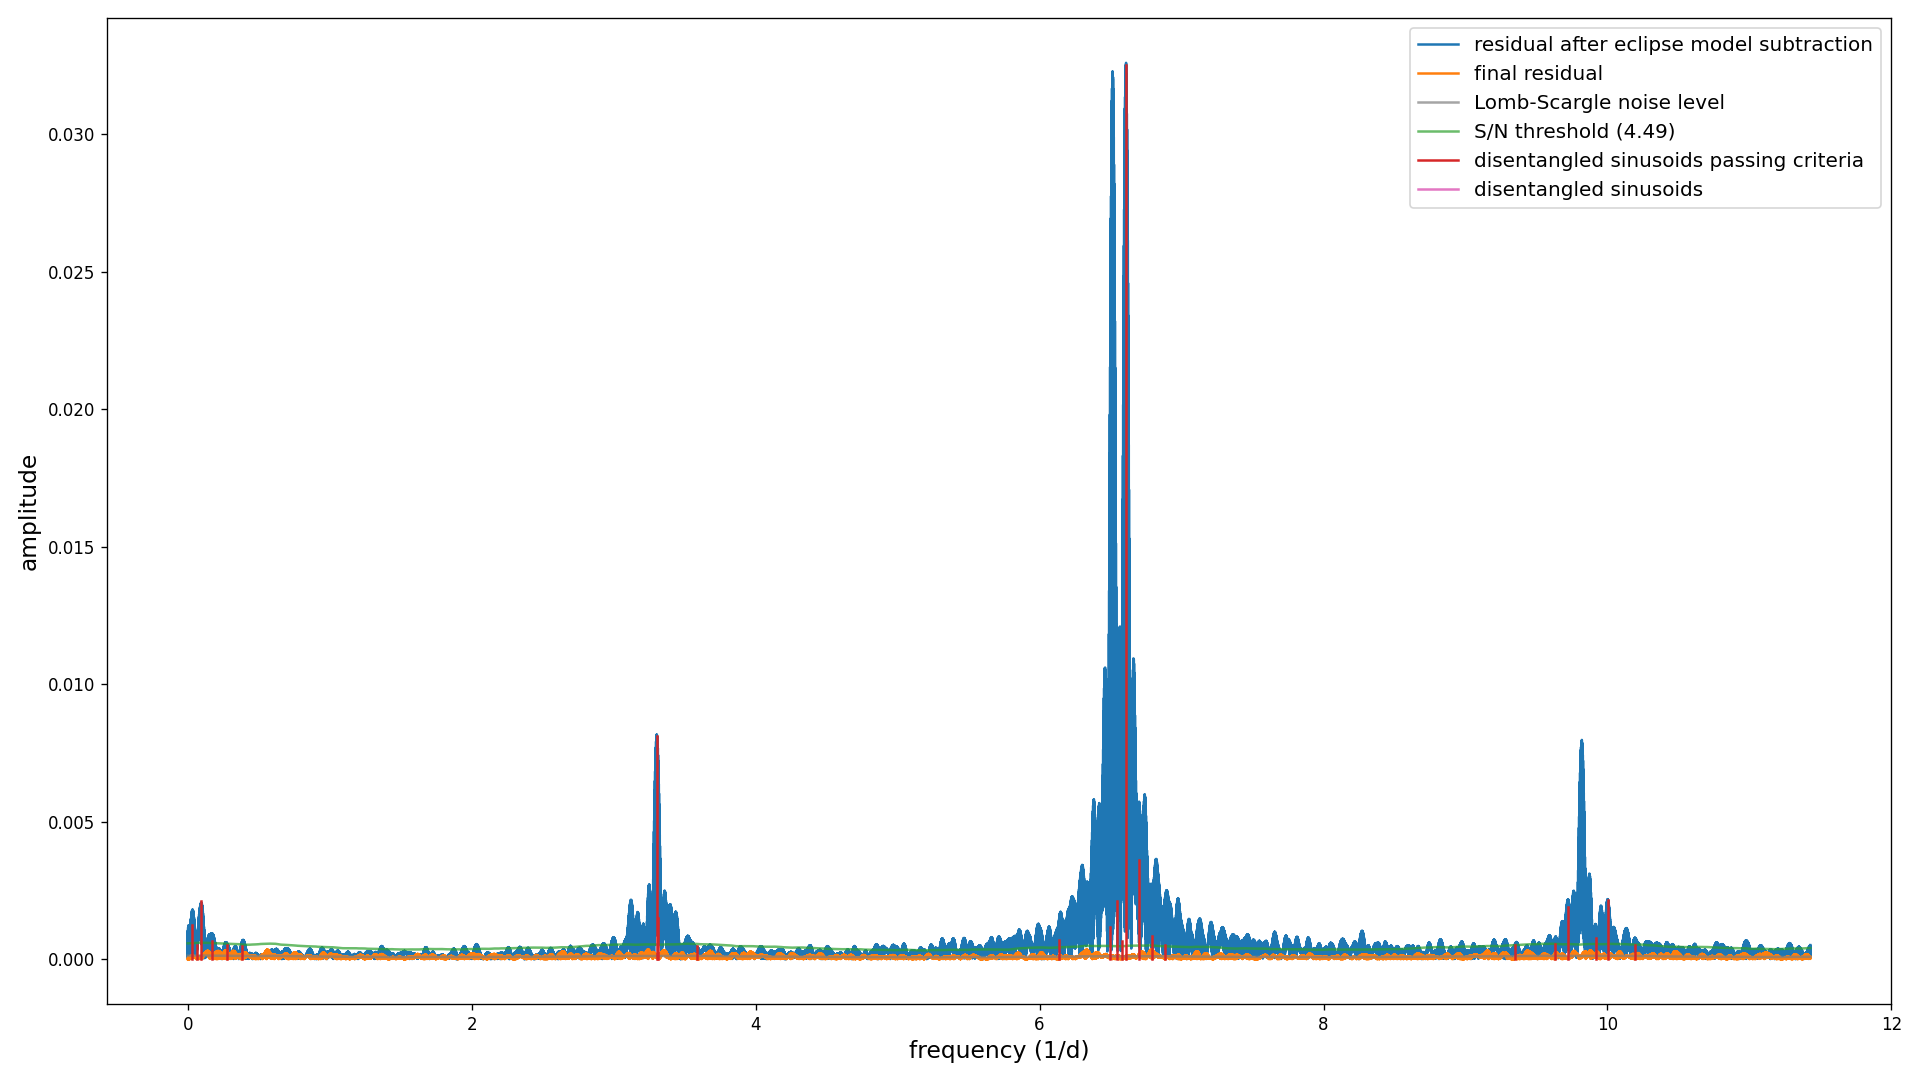 residual after eclipse model subtraction
final residual
Lomb-Scargle noise level
S/N threshold (4.49)
disentangled sinusoids passing criteria
disentangled sinusoids
0.030
0.025
0.020
0.015
0.010
0.005
0.000
amplitude
0 2 4 6 8 10 12
frequency (1/d)